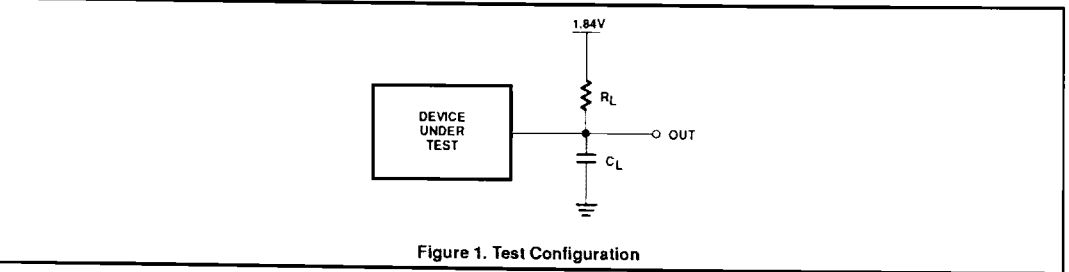 1.84V
RL
DEVICE
UNDER
TEST
OUT
CL
Figure 1. Test Configuration